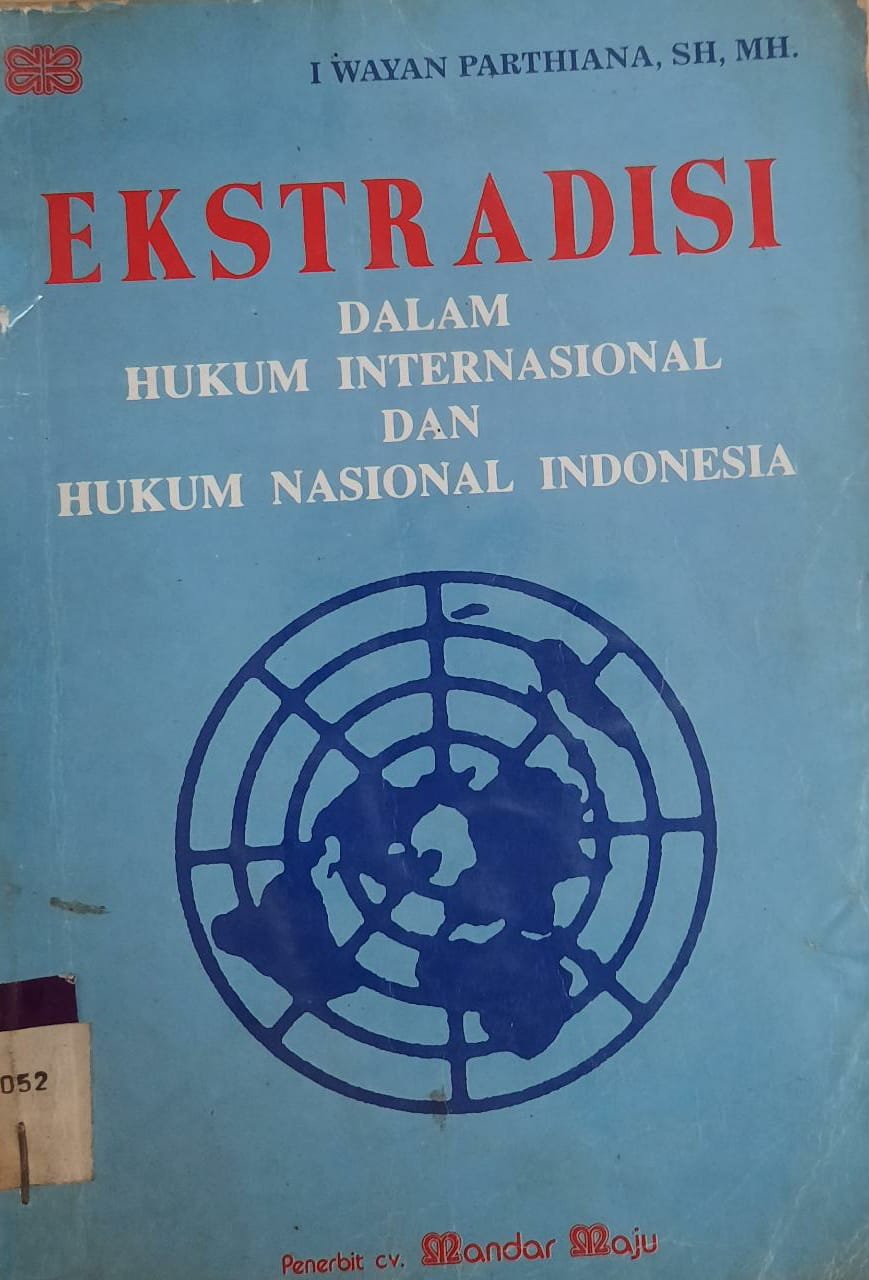 I WAYAN PARTHIANA, SH, MH.
EKSTRADISI
DALAM
HUKUM INTERNASIONAL
DAN
HUKUM NASIONAL INDONESIA
052
Penerbit cv. Mandar Maju